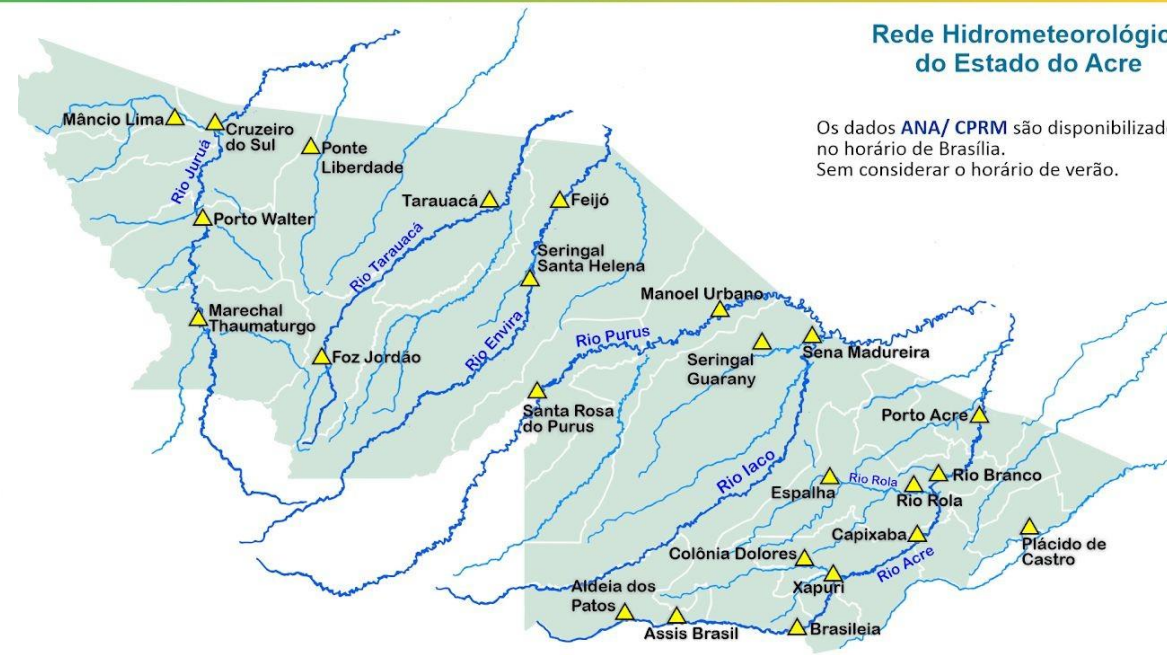 Rede Hidrometeorológic
do Estado do Acre
Os dados ANA/ CPRM são disponibilizad
no horário de Brasília.
Sem considerar o horário de verão.
Mâncio Lima
Cruzeiro
do Sul
Ponte
Liberdade
Rio Juruá
Porto Walter
Tarauacá
Feijó
Rio Tarauacá
Seringal
Santa Helena
Marechal
Thaumaturgo
Foz Jordão
Rio Envira
Manoel Urbano
Rio Purus
Seringal
Guarany
Sena Madureira
Santa Rosa
do Purus
Porto Acre
Rio Iaco
Espalha
Rio Rola
Rio Rola
Rio Branco
Capixaba
Plácido de
Castro
Colônia Dolores
Rio Acre
Xapuri
Aldeia dos
Patos
Assis Brasil
Brasileia